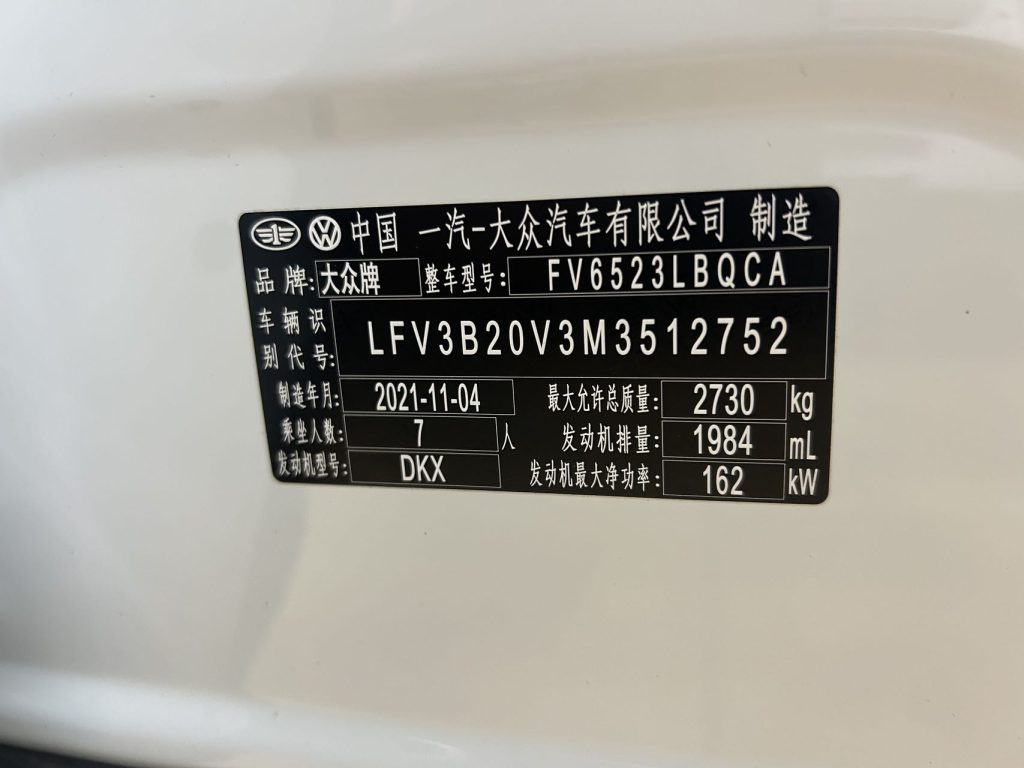 中国 一汽-大众汽车有限公司 制造
品牌: 大众牌 整车型号: FV6523LBQCA
车辆识别代号: LFV3B20V3M3512752
制造年月: 2021-11-04 最大允许总质量: 2730 kg
乘坐人数: 7 人 发动机排量: 1984 mL
发动机型号: DKX 发动机最大净功率: 162 kW